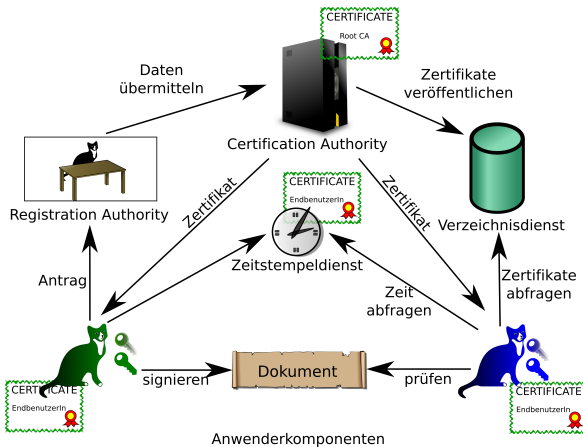 CERTIFICATE
Root CA
Daten
übermitteln
Zertifikate
veröffentlichen
Certification Authority
CERTIFICATE
EndbenutzerIn
Zertifikat
Zertifikat
Registration Authority
Verzeichnisdienst
Zeitstempeldienst
Antrag
Zeit
abfragen
Zertifikate
abfragen
signieren
Dokument
prüfen
CERTIFICATE
EndbenutzerIn
CERTIFICATE
EndbenutzerIn
Anwenderkomponenten